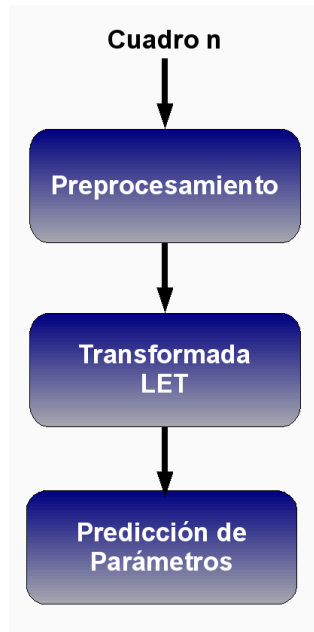 Cuadro n
Preprocesamiento
Transformada
LET
Predicción de
Parámetros